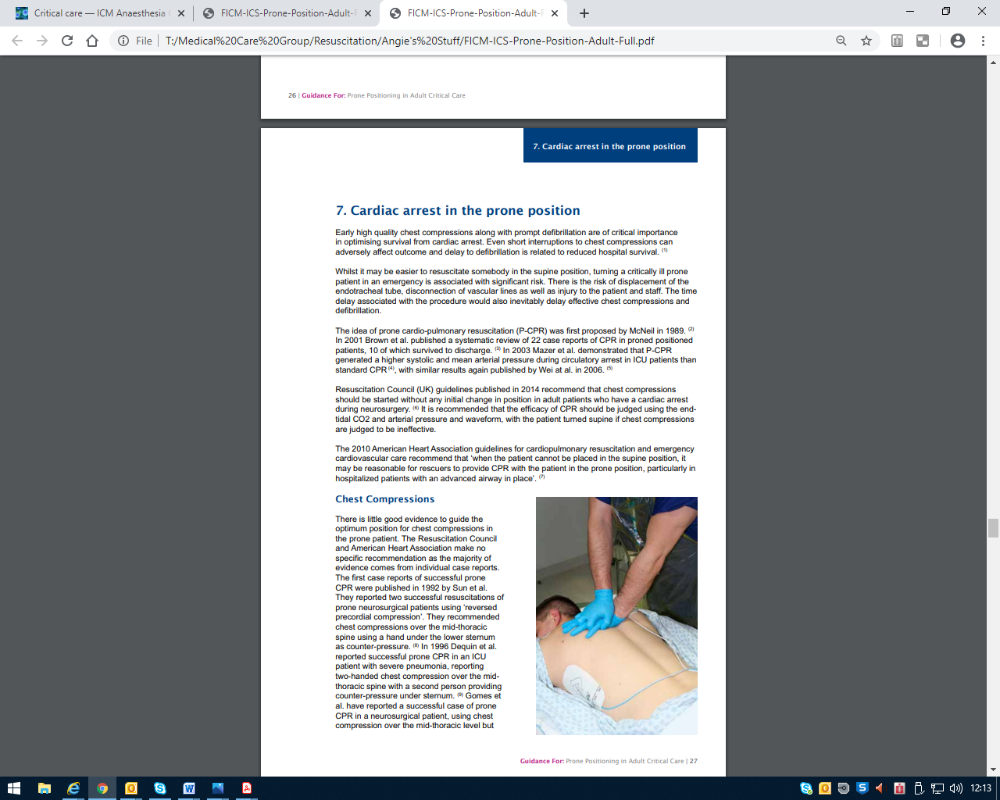 Critical care — ICM Anaesthesia
FICM-ICS-Prone-Position-Adult-F
FICM-ICS-Prone-Position-Adult-F
File
T:/Medical%20Care%20Group/Resuscitation/Angie's%20Stuff/FICM-ICS-Prone-Position-Adult-Full.pdf
26 | Guidance For: Prone Positioning in Adult Critical Care
7. Cardiac arrest in the prone position
7. Cardiac arrest in the prone position
Early high quality chest compressions along with prompt defibrillation are of critical importance
in optimising survival from cardiac arrest. Even short interruptions to chest compressions can
adversely affect outcome and delay to defibrillation is related to reduced hospital survival. (1)
Whilst it may be easier to resuscitate somebody in the supine position, turning a critically ill prone
patient in an emergency is associated with significant risk. There is the risk of displacement of the
endotracheal tube, disconnection of vascular lines as well as injury to the patient and staff. The time
delay associated with the procedure would also inevitably delay effective chest compressions and
defibrillation.
The idea of prone cardio-pulmonary resuscitation (P-CPR) was first proposed by McNeil in 1989. (2)
In 2001 Brown et al. published a systematic review of 22 case reports of CPR in proned positioned
patients, 10 of which survived to discharge. (3) In 2003 Mazer et al. demonstrated that P-CPR
generated a higher systolic and mean arterial pressure during circulatory arrest in ICU patients than
standard CPR (4), with similar results again published by Wei at al. in 2006. (5)
Resuscitation Council (UK) guidelines published in 2014 recommend that chest compressions
should be started without any initial change in position in adult patients who have a cardiac arrest
during neurosurgery. (6) It is recommended that the efficacy of CPR should be judged using the end-
tidal CO2 and arterial pressure and waveform, with the patient turned supine if chest compressions
are judged to be ineffective.
The 2010 American Heart Association guidelines for cardiopulmonary resuscitation and emergency
cardiovascular care recommend that ‘when the patient cannot be placed in the supine position, it
may be reasonable for rescuers to provide CPR with the patient in the prone position, particularly in
hospitalized patients with an advanced airway in place’. (7)
Chest Compressions
There is little good evidence to guide the
optimum position for chest compressions in
the prone patient. The Resuscitation Council
and American Heart Association make no
specific recommendation as the majority of
evidence comes from individual case reports.
The first case reports of successful prone
CPR were published in 1992 by Sun et al.
They reported two successful resuscitations of
prone neurosurgical patients using ‘reversed
precordial compression’. They recommended
chest compressions over the mid-thoracic
spine using a hand under the lower sternum
as counter-pressure. (8) In 1996 Dequin et al.
reported successful prone CPR in an ICU
patient with severe pneumonia, reporting
two-handed chest compression over the mid-
thoracic spine with a second person providing
counter-pressure under sternum. (9) Gomes et
al. have reported a successful case of prone
CPR in a neurosurgical patient, using chest
compression over the mid-thoracic level but
Guidance For: Prone Positioning in Adult Critical Care | 27
12:13